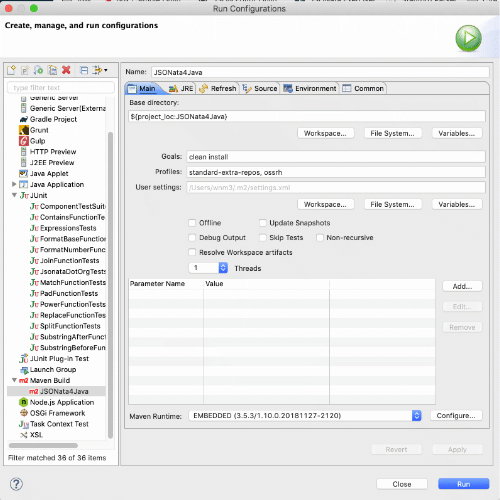 Run Configurations
Create, manage, and run configurations
type filter text
Generic Server
Generic Server(Externa
Gradle Project
Grunt
Gulp
HTTP Preview
J2EE Preview
Java Applet
Java Application
JUnit
ComponentTestSuite
ContainsFunctionTe
ExpressionsTests
FormatBaseFunction
FormatNumberFunc
JoinFunctionTests
JsonataDotOrgTests
MatchFunctionTests
PadFunctionTests
PowerFunctionTests
ReplaceFunctionTes
SplitFunctionTests
SubstringAfterFunct
SubstringBeforeFun
JUnit Plug-in Test
Launch Group
Maven Build
JSONata4Java
Node.js Application
OSGi Framework
Task Context Test
XSL
Filter matched 36 of 36 items
Name: JSONata4Java
Main JRE Refresh Source Environment Common
Base directory:
${project_loc:JSONata4Java}
Workspace... File System... Variables...
Goals: clean install
Profiles: standard-extra-repos, ossrh
User settings: /Users/wnm3/.m2/settings.xml
Workspace... File System... Variables...
Offline Update Snapshots
Debug Output Skip Tests Non-recursive
Resolve Workspace artifacts
1 Threads
Parameter Name Value
Add...
Edit...
Remove
Maven Runtime: EMBEDDED (3.5.3/1.10.0.20181127-2120) Configure...
Revert Apply
Close Run